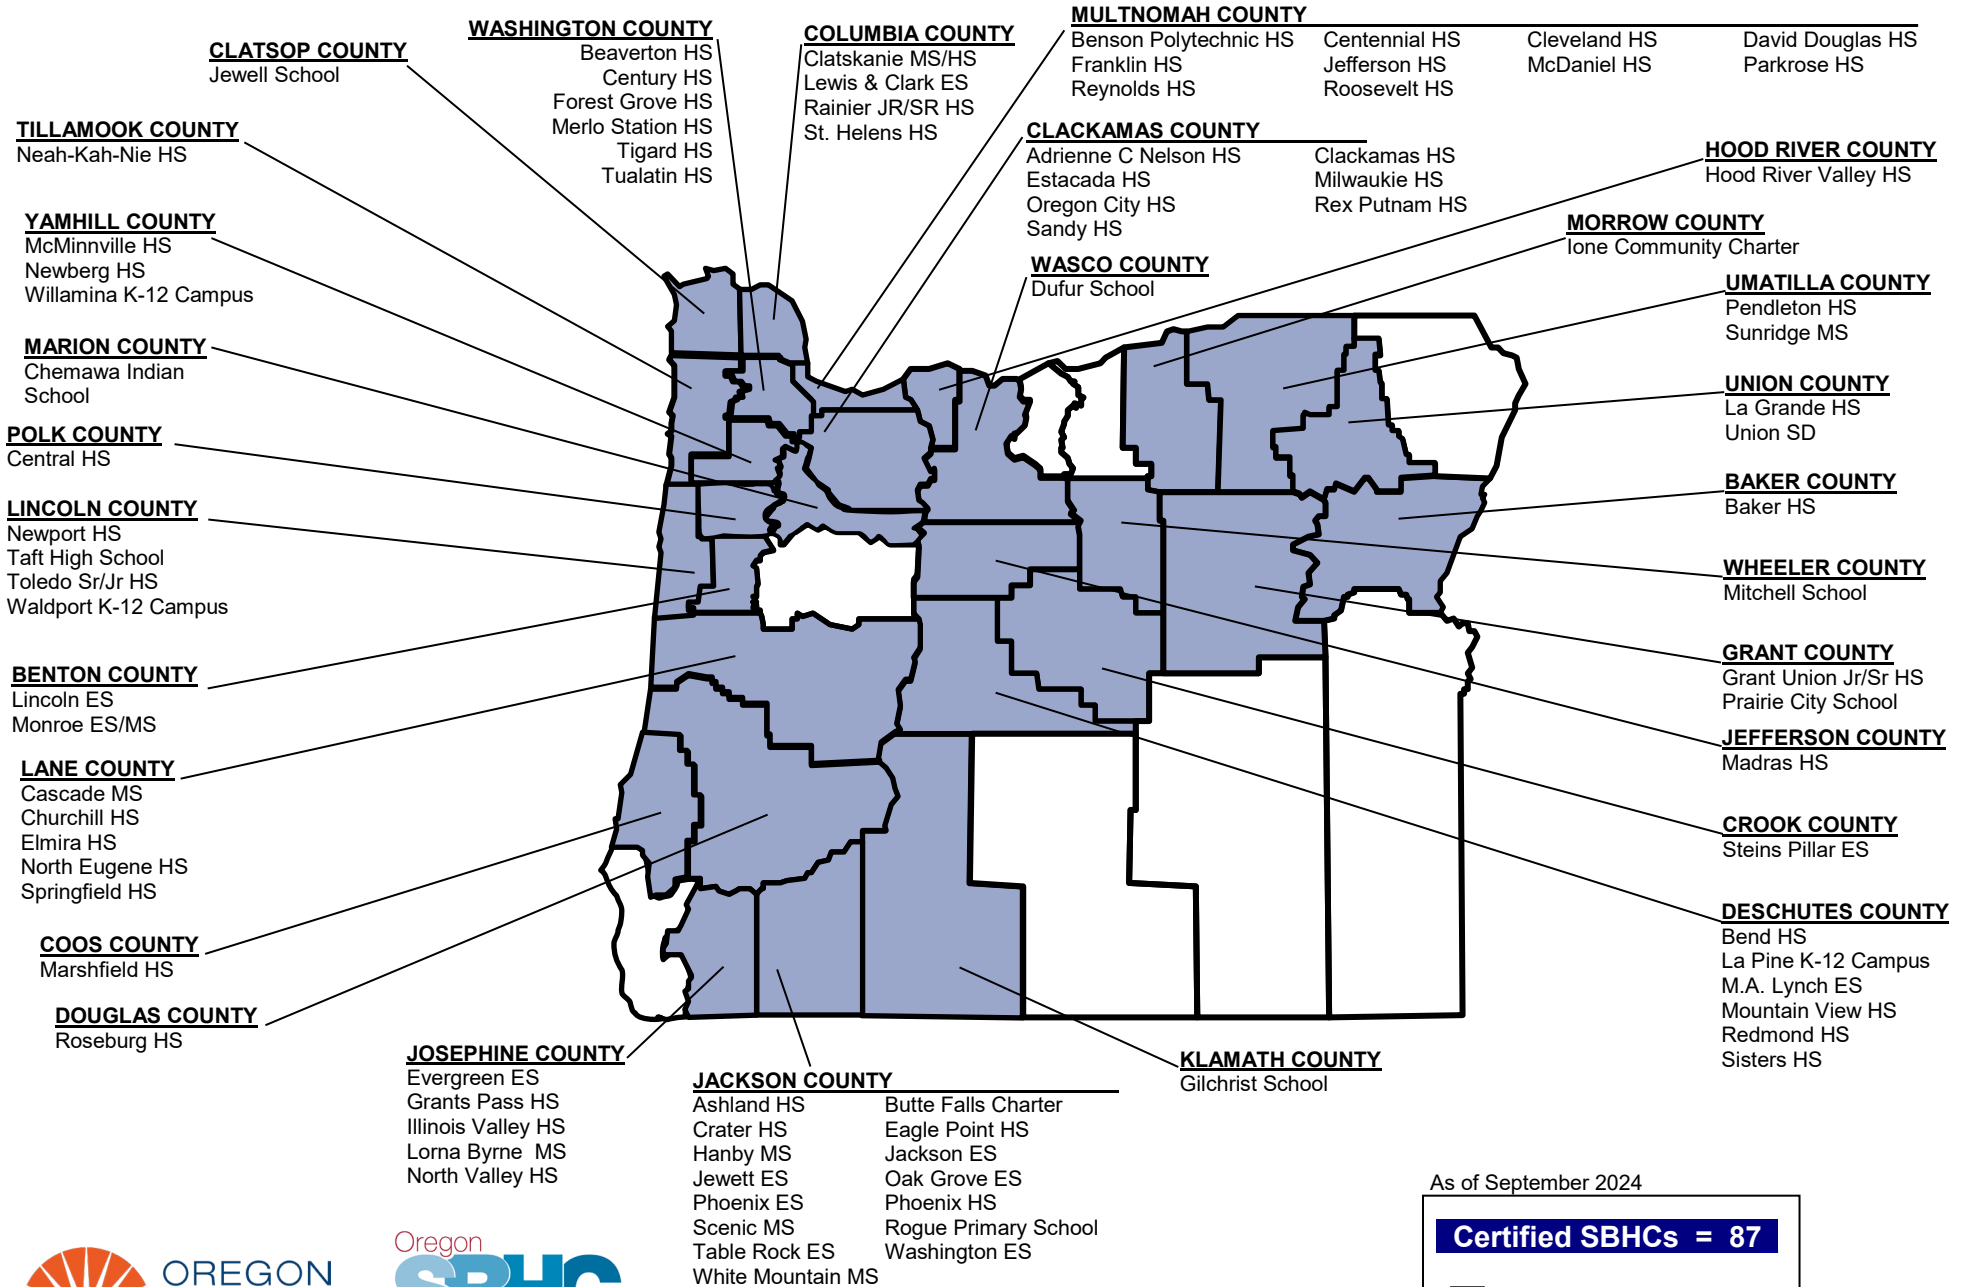 CLATSOP COUNTY
Jewell School
WASHINGTON COUNTY
Beaverton HS
Century HS
Forest Grove HS
Merlo Station HS
Tigard HS
Tualatin HS
COLUMBIA COUNTY
Clatskanie MS/HS
Lewis & Clark ES
Rainier JR/SR HS
St. Helens HS
MULTNOMAH COUNTY
Benson Polytechnic HS Centennial HS Cleveland HS David Douglas HS
Franklin HS Jefferson HS McDaniel HS Parkrose HS
Reynolds HS Roosevelt HS
CLACKAMAS COUNTY
Adrienne C Nelson HS Clackamas HS
Estacada HS Milwaukie HS
Oregon City HS Rex Putnam HS
Sandy HS
HOOD RIVER COUNTY
Hood River Valley HS
MORROW COUNTY
Ione Community Charter
WASCO COUNTY
Dufur School
UMATILLA COUNTY
Pendleton HS
Sunridge MS
UNION COUNTY
La Grande HS
Union SD
BAKER COUNTY
Baker HS
WHEELER COUNTY
Mitchell School
GRANT COUNTY
Grant Union Jr/Sr HS
Prairie City School
JEFFERSON COUNTY
Madras HS
CROOK COUNTY
Steins Pillar ES
DESCHUTES COUNTY
Bend HS
La Pine K-12 Campus
M.A. Lynch ES
Mountain View HS
Redmond HS
Sisters HS
TILLAMOOK COUNTY
Neah-Kah-Nie HS
YAMHILL COUNTY
McMinnville HS
Newberg HS
Willamina K-12 Campus
MARION COUNTY
Chemawa Indian
School
POLK COUNTY
Central HS
LINCOLN COUNTY
Newport HS
Taft High School
Toledo Sr/Jr HS
Waldport K-12 Campus
BENTON COUNTY
Lincoln ES
Monroe ES/MS
LANE COUNTY
Cascade MS
Churchill HS
Elmira HS
North Eugene HS
Springfield HS
COOS COUNTY
Marshfield HS
DOUGLAS COUNTY
Roseburg HS
JOSEPHINE COUNTY
Evergreen ES
Grants Pass HS
Illinois Valley HS
Lorna Byrne MS
North Valley HS
JACKSON COUNTY
Ashland HS Butte Falls Charter
Crater HS Eagle Point HS
Hanby MS Jackson ES
Jewett ES Oak Grove ES
Phoenix ES Phoenix HS
Scenic MS Rogue Primary School
Table Rock ES Washington ES
White Mountain MS
KLAMATH COUNTY
Gilchrist School
As of September 2024
Certified SBHCs = 87
OREGON
Oregon
SBHC